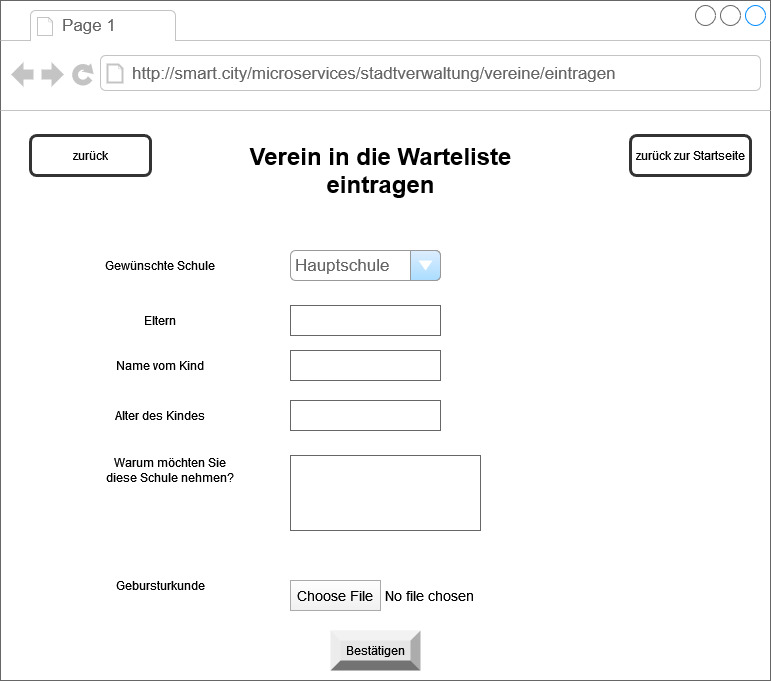 Page 1
http://smart.city/microservices/stadtverwaltung/vereine/eintragen
zurück
Verein in die Warteliste
eintragen
zurück zur Startseite
Gewünschte Schule
Hauptschule
Eltern
Name vom Kind
Alter des Kindes
Warum möchten Sie
diese Schule nehmen?
Gebursturkunde
Choose File No file chosen
Bestätigen